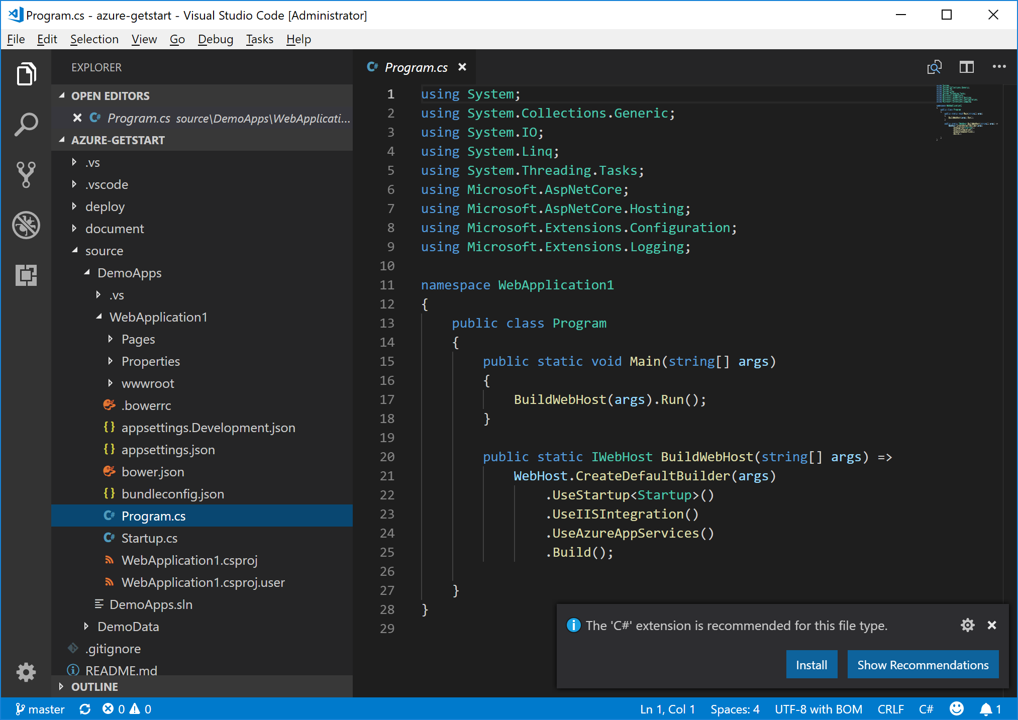 Program.cs - azure-getstart - Visual Studio Code [Administrator]
File Edit Selection View Go Debug Tasks Help
EXPLORER
OPEN EDITORS
Program.cs source\DemoApps\WebApplicati...
AZURE-GETSTART
.vs
.vscode
deploy
document
source
DemoApps
.vs
WebApplication1
Pages
Properties
wwwroot
.bowerrc
{ } appsettings.Development.json
{ } appsettings.json
bower.json
{ } bundleconfig.json
C# Program.cs
C# Startup.cs
WebApplication1.csproj
WebApplication1.csproj.user
DemoApps.sln
DemoData
.gitignore
README.md
OUTLINE
C# Program.cs
1 using System;
2 using System.Collections.Generic;
3 using System.IO;
4 using System.Linq;
5 using System.Threading.Tasks;
6 using Microsoft.AspNetCore;
7 using Microsoft.AspNetCore.Hosting;
8 using Microsoft.Extensions.Configuration;
9 using Microsoft.Extensions.Logging;
10
11 namespace WebApplication1
12 {
13 public class Program
14 {
15 public static void Main(string[] args)
16 {
17 BuildWebHost(args).Run();
18 }
19
20 public static IWebHost BuildWebHost(string[] args) =>
21 WebHost.CreateDefaultBuilder(args)
22 .UseStartup<Startup>()
23 .UseIISIntegration()
24 .UseAzureAppServices()
25 .Build();
26
27 }
28 }
29
The 'C#' extension is recommended for this file type.
Install Show Recommendations
master 0 0 Ln 1, Col 1 Spaces: 4 UTF-8 with BOM CRLF C# 1